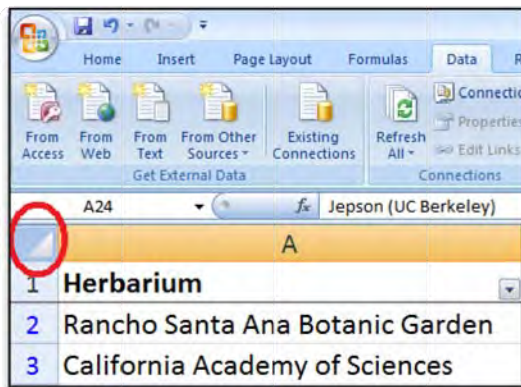 Home Insert Page Layout Formulas Data
From Access From Web From Text From Other Sources Existing Connections Refresh All Connectio
Properties
Edit Links
Get External Data Connections
A24 fx Jepson (UC Berkeley)
A
1 Herbarium
2 Rancho Santa Ana Botanic Garden
3 California Academy of Sciences